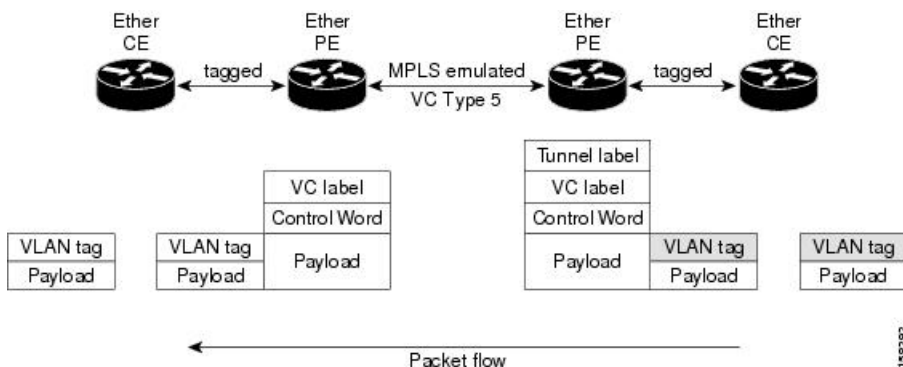 Ether CE
Ether PE
Ether PE
Ether CE
tagged
MPLS emulated
VC Type 5
tagged
Tunnel label
VC label
Control Word
Payload
VC label
Control Word
Payload
VLAN tag
Payload
VLAN tag
Payload
VLAN tag
Payload
VLAN tag
Payload
Packet flow